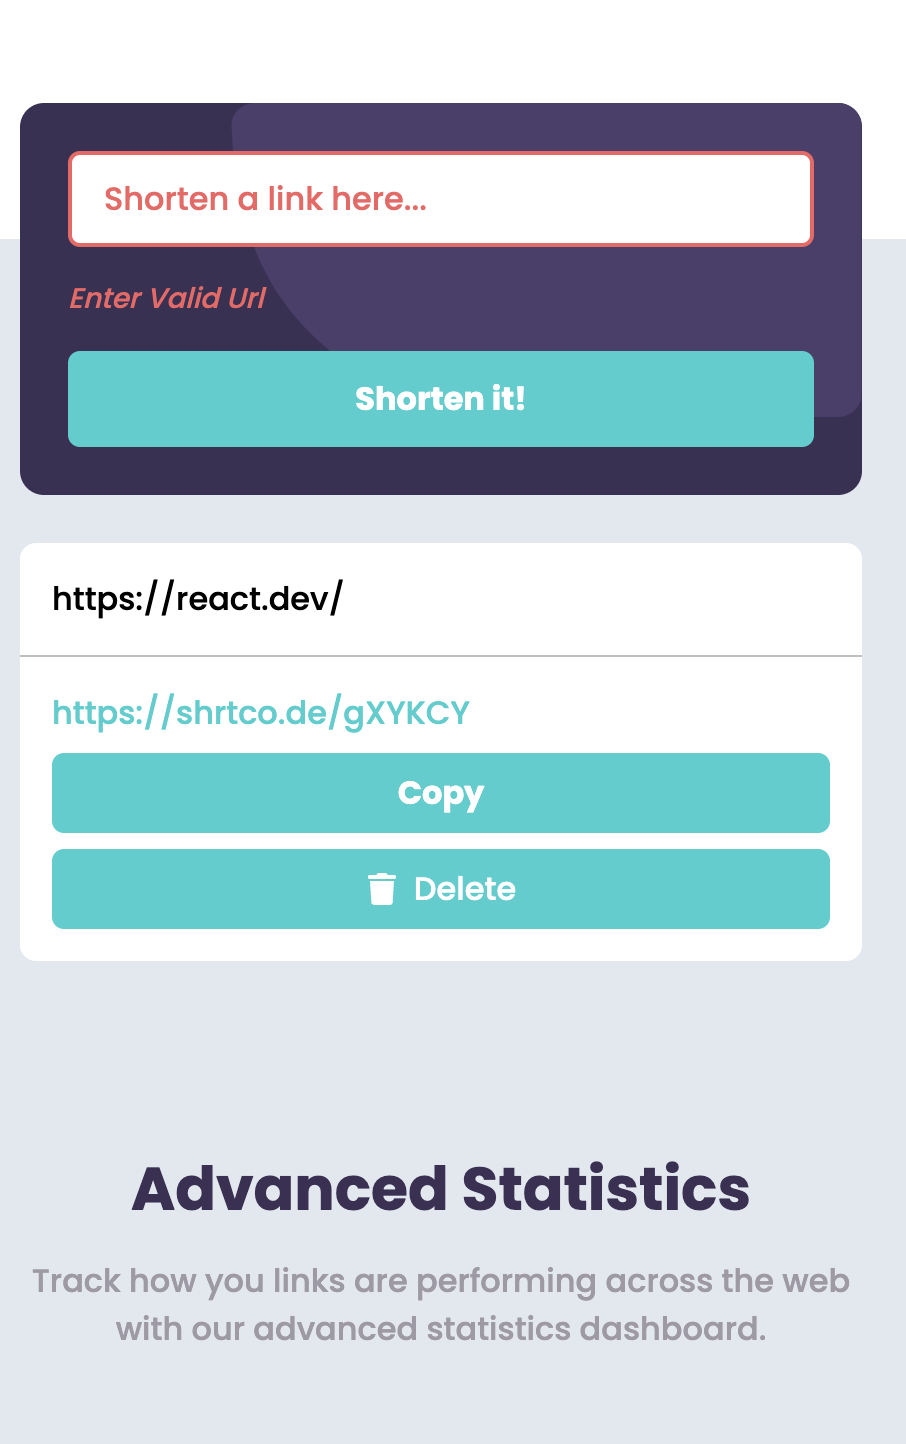 Shorten a link here...
Enter Valid Url
Shorten it!
https://react.dev/
https://shrtco.de/gXYKCY
Copy
Delete
Advanced Statistics
Track how you links are performing across the web
with our advanced statistics dashboard.